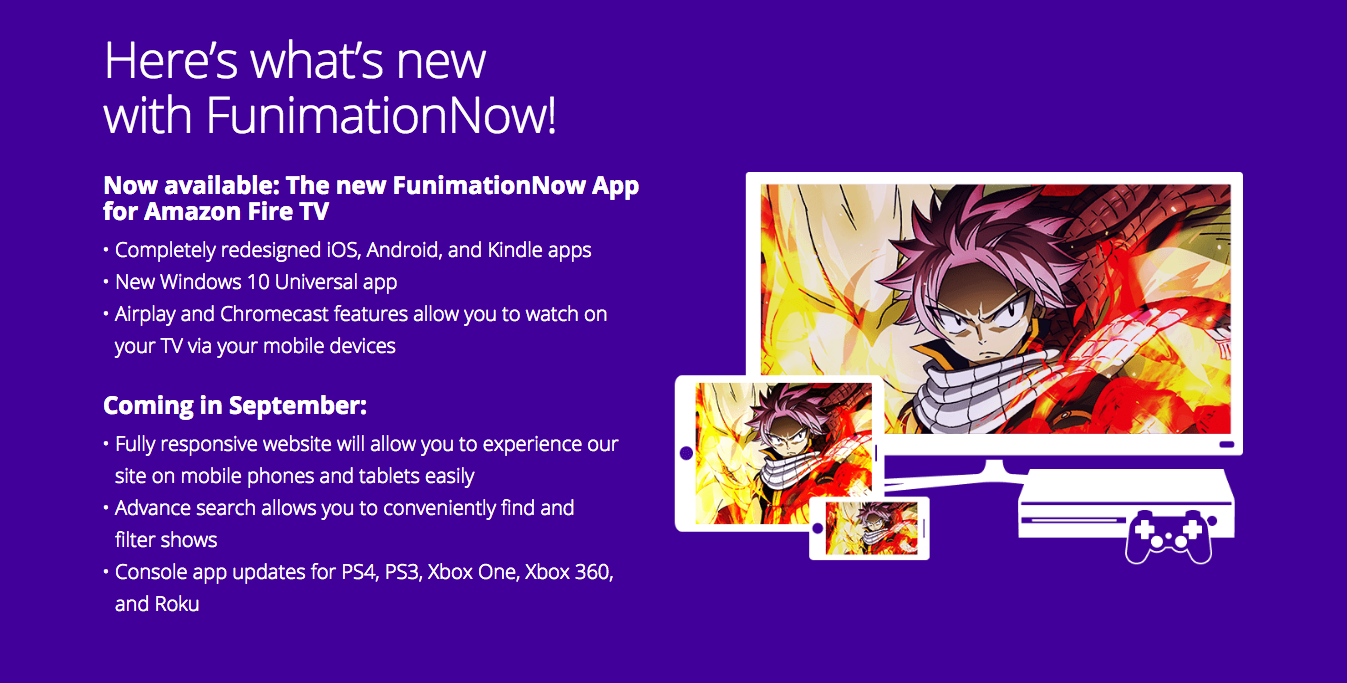 Here’s what’s new
with FunimationNow!
Now available: The new FunimationNow App
for Amazon Fire TV
• Completely redesigned iOS, Android, and Kindle apps
• New Windows 10 Universal app
• Airplay and Chromecast features allow you to watch on
your TV via your mobile devices
Coming in September:
• Fully responsive website will allow you to experience our
site on mobile phones and tablets easily
• Advance search allows you to conveniently find and
filter shows
• Console app updates for PS4, PS3, Xbox One, Xbox 360,
and Roku